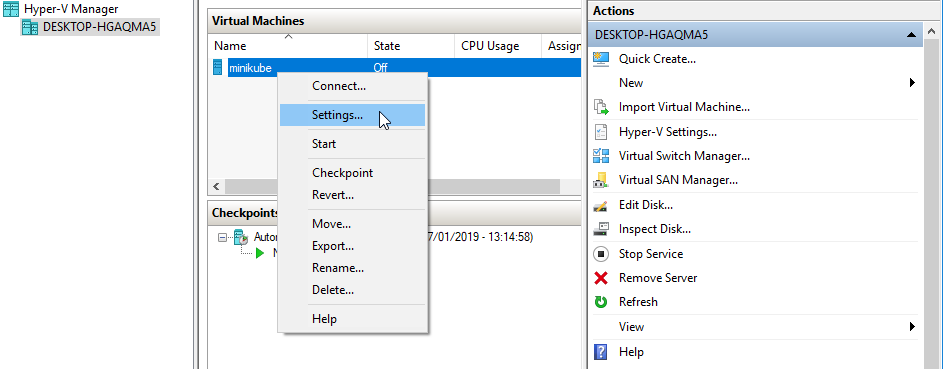 Hyper-V Manager
DESKTOP-HGAQMA5
Virtual Machines
Name State CPU Usage Assign
minikube Off
Connect...
Settings...
Start
Checkpoint
Revert...
Move...
Export...
Rename...
Delete...
Help
Checkpoints
Autom 7/01/2019 - 13:14:58)
N
Actions
DESKTOP-HGAQMA5
Quick Create...
New
Import Virtual Machine...
Hyper-V Settings...
Virtual Switch Manager...
Virtual SAN Manager...
Edit Disk...
Inspect Disk...
Stop Service
Remove Server
Refresh
View
Help